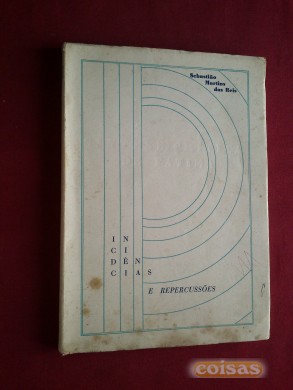 Sebastião
Martins
dos Reis
I N
C I
D Ê N
C I A S
E REPERCUSSÕES
coisas